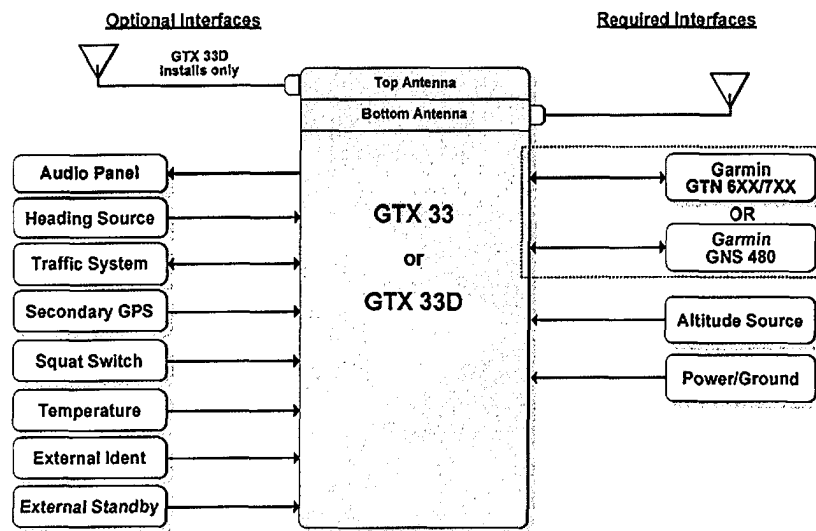 Optional Interfaces
Required Interfaces
GTX 33D
Installs only
Top Antenna
Bottom Antenna
Audio Panel
Heading Source
Traffic System
Secondary GPS
Squat Switch
Temperature
External Ident
External Standby
GTX 33
or
GTX 33D
Garmin
GTN 6XX/7XX
OR
Garmin
GNS 480
Altitude Source
Power/Ground